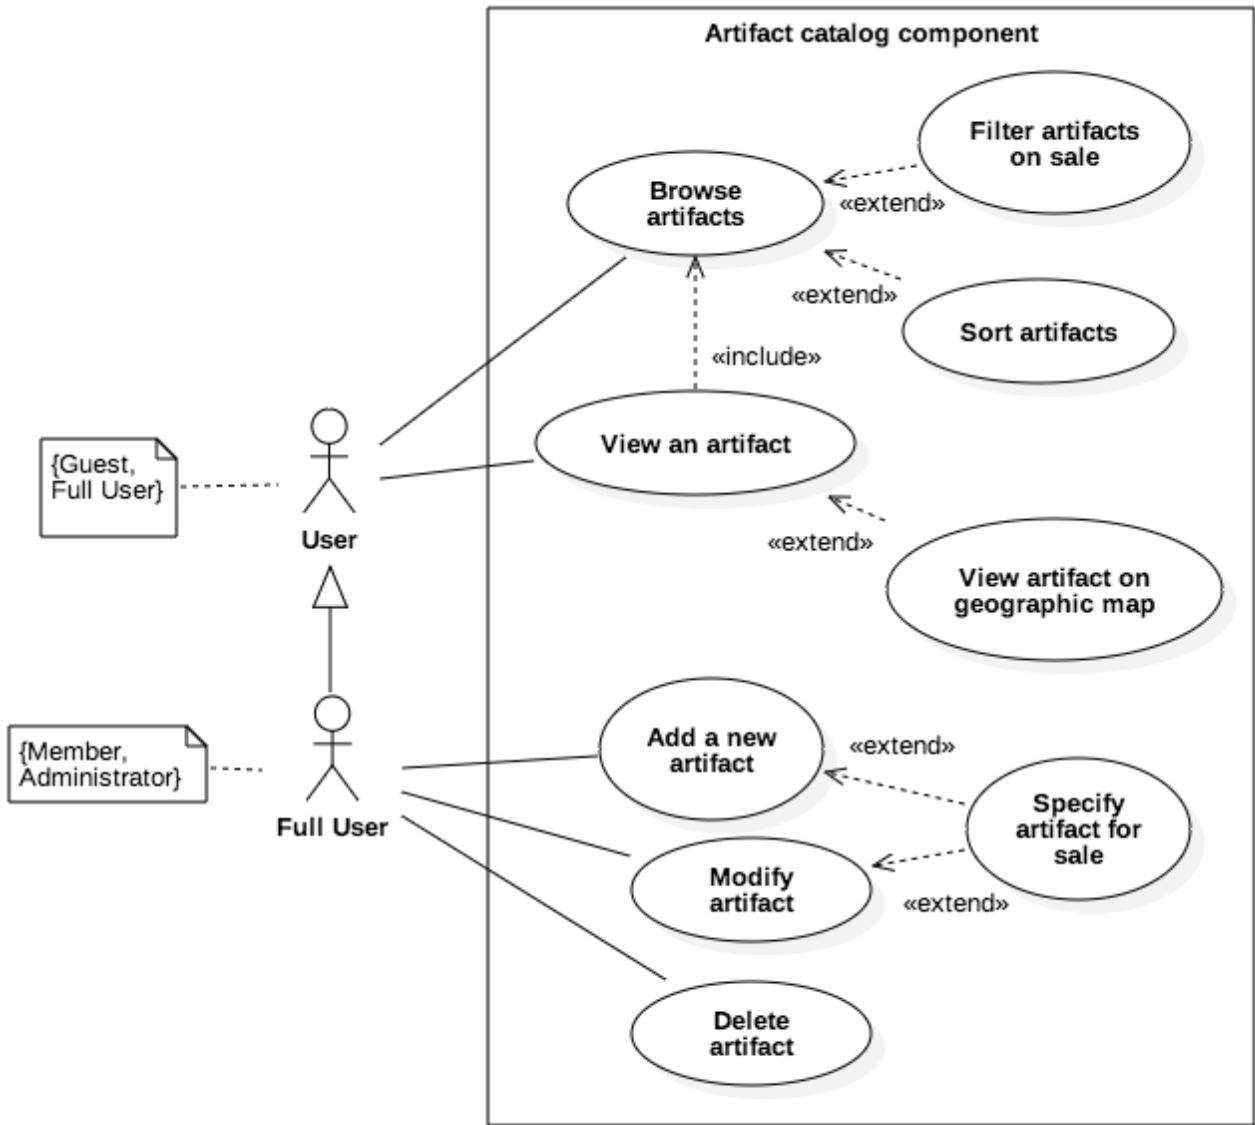 Artifact catalog component
Filter artifacts
on sale
Browse
artifacts
«extend»
«extend»
Sort artifacts
«include»
View an artifact
{Guest,
Full User}
User
«extend»
View artifact on
geographic map
{Member,
Administrator}
Full User
Add a new
artifact
«extend»
Specify
artifact for
sale
Modify
artifact
«extend»
Delete
artifact